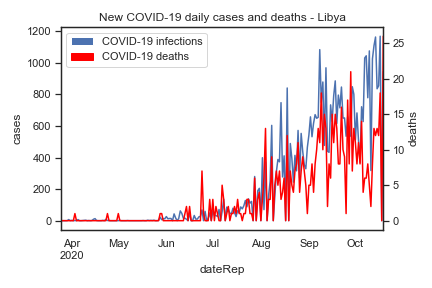 New COVID-19 daily cases and deaths - Libya
COVID-19 infections
COVID-19 deaths
1200
1000
800
600
400
200
0
cases
25
20
15
10
5
0
deaths
Apr May Jun Jul Aug Sep Oct
2020
dateRep